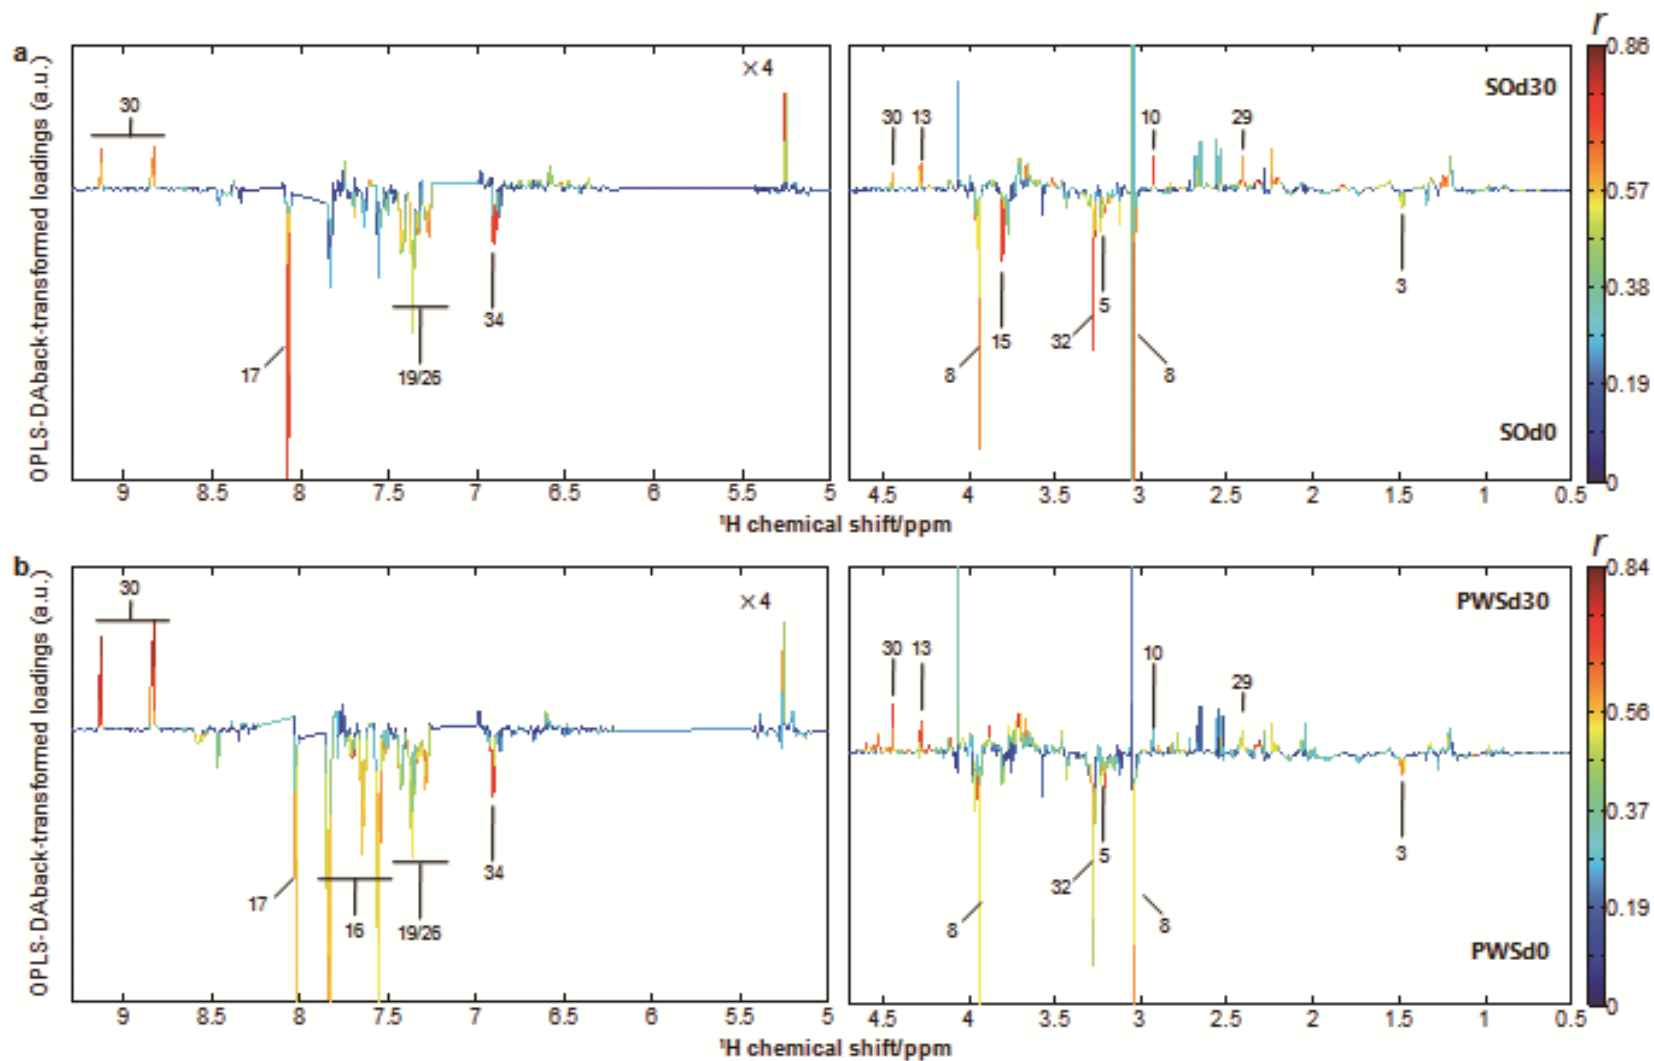 a
OPLS-DAback-transformed loadings (a.u.)
30
×4
17
19/26
34
9 8.5 8 7.5 7 6.5 6 5.5 5
30 13 10 29
SOd30
8 15 32 5 8 3
SOd0
4.5 4 3.5 3 2.5 2 1.5 1 0.5
r
0.86
0.57
0.38
0.19
0
¹H chemical shift/ppm
b
OPLS-DAback-transformed loadings (a.u.)
30
×4
17
16
19/26
34
9 8.5 8 7.5 7 6.5 6 5.5 5
30 13 10 29
PWSd30
8 32 5 8 3
PWSd0
4.5 4 3.5 3 2.5 2 1.5 1 0.5
r
0.84
0.56
0.37
0.19
0
¹H chemical shift/ppm